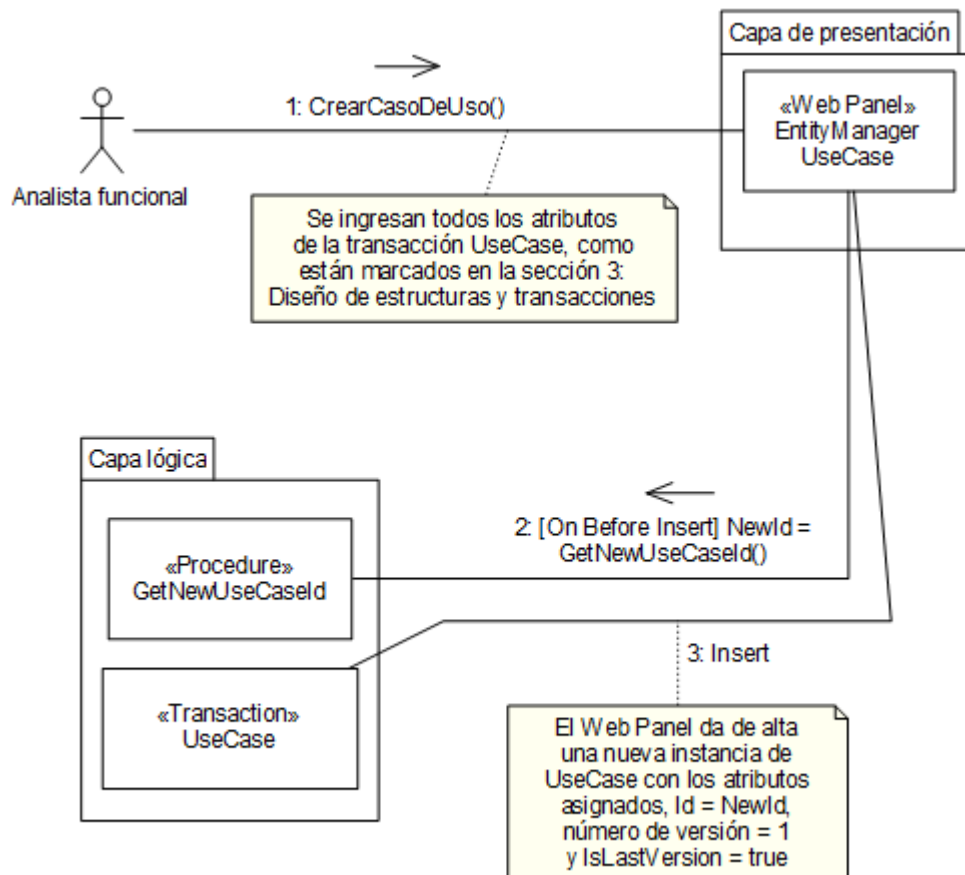 Capa de presentación
«Web Panel»
EntityManager
UseCase
1: CrearCasoDeUso()
Analista funcional
Se ingresan todos los atributos
de la transacción UseCase, como
están marcados en la sección 3:
Diseño de estructuras y transacciones
Capa lógica
2: [On Before Insert] NewId =
GetNewUseCaseId()
«Procedure»
GetNewUseCaseId
3: Insert
«Transaction»
UseCase
El Web Panel da de alta
una nueva instancia de
UseCase con los atributos
asignados, Id = NewId,
número de versión = 1
y IsLastVersion = true